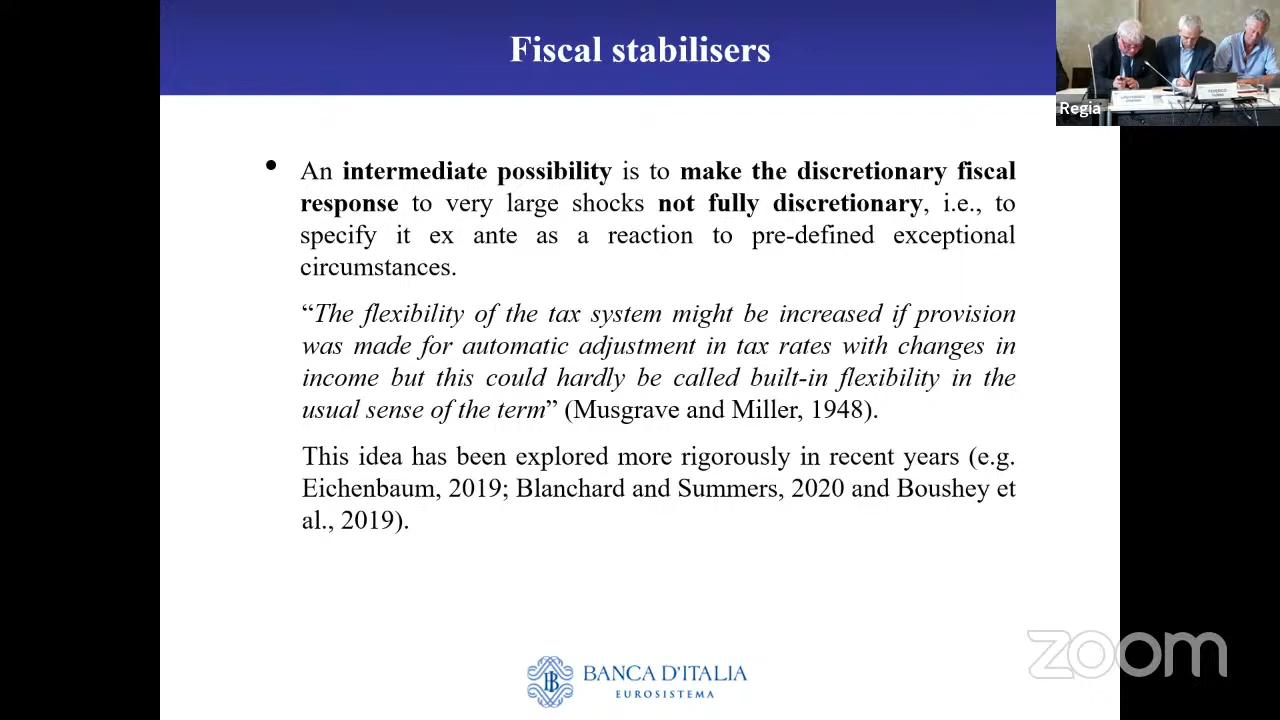 Fiscal stabilisers
Regia
FEDERICO
• An intermediate possibility is to make the discretionary fiscal
response to very large shocks not fully discretionary, i.e., to
specify it ex ante as a reaction to pre-defined exceptional
circumstances.
“The flexibility of the tax system might be increased if provision
was made for automatic adjustment in tax rates with changes in
income but this could hardly be called built-in flexibility in the
usual sense of the term” (Musgrave and Miller, 1948).
This idea has been explored more rigorously in recent years (e.g.
Eichenbaum, 2019; Blanchard and Summers, 2020 and Boushey et
al., 2019).
BANCA D'ITALIA
EUROSISTEMA
zoom